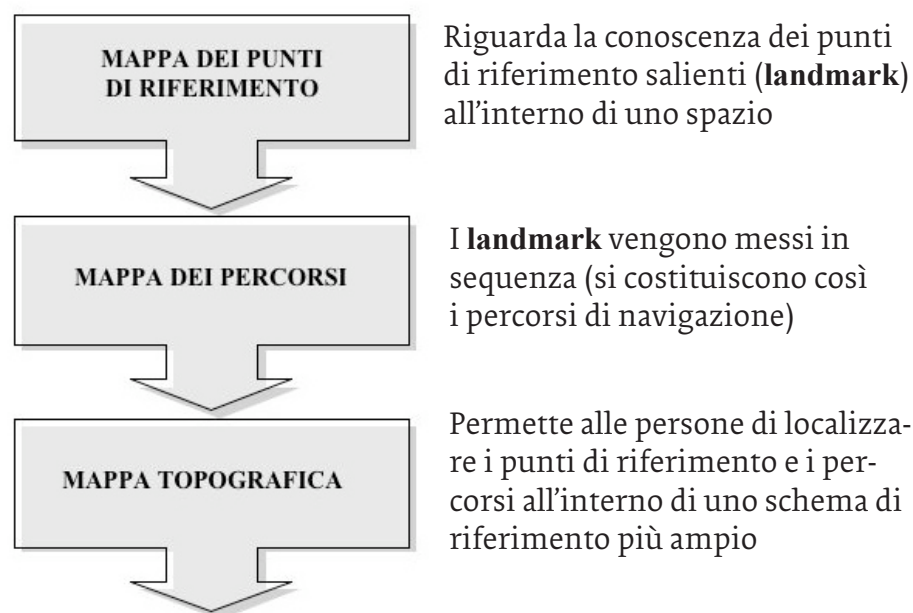 MAPPA DEI PUNTI
DI RIFERIMENTO
Riguarda la conoscenza dei punti
di riferimento salienti (landmark)
all'interno di uno spazio
MAPPA DEI PERCORSI
I landmark vengono messi in
sequenza (si costituiscono così
i percorsi di navigazione)
MAPPA TOPOGRAFICA
Permette alle persone di localizza-
re i punti di riferimento e i per-
corsi all'interno di uno schema di
riferimento più ampio